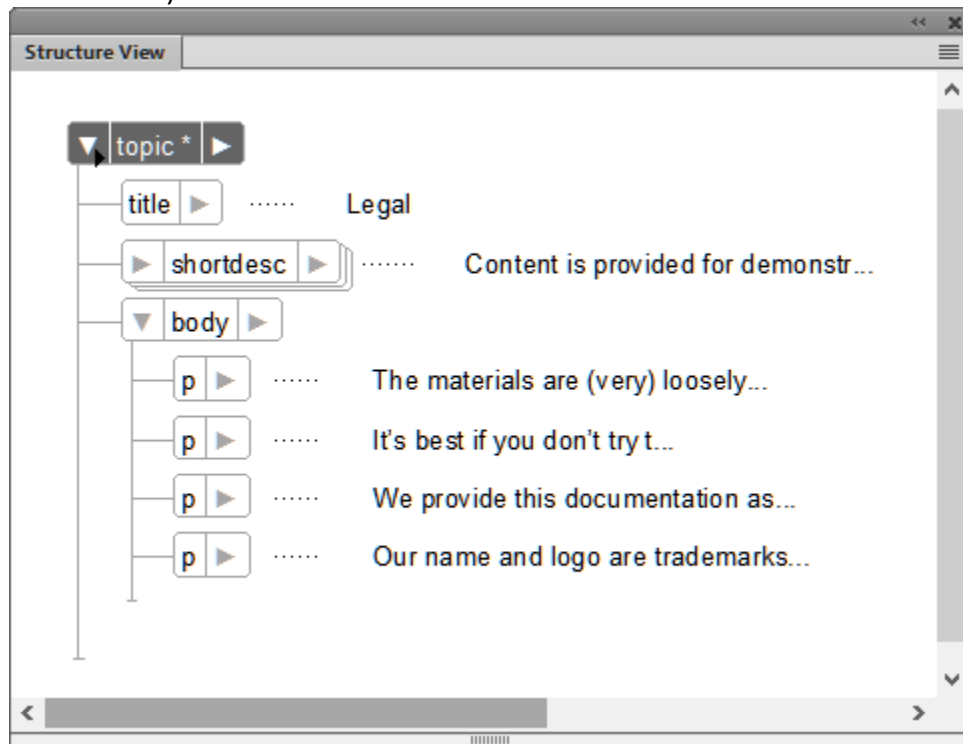 Structure View
topic *
title ...... Legal
shortdesc ....... Content is provided for demonstr...
body
p ...... The materials are (very) loosely...
p ...... It's best if you don't try t...
p ...... We provide this documentation as...
p ...... Our name and logo are trademarks...